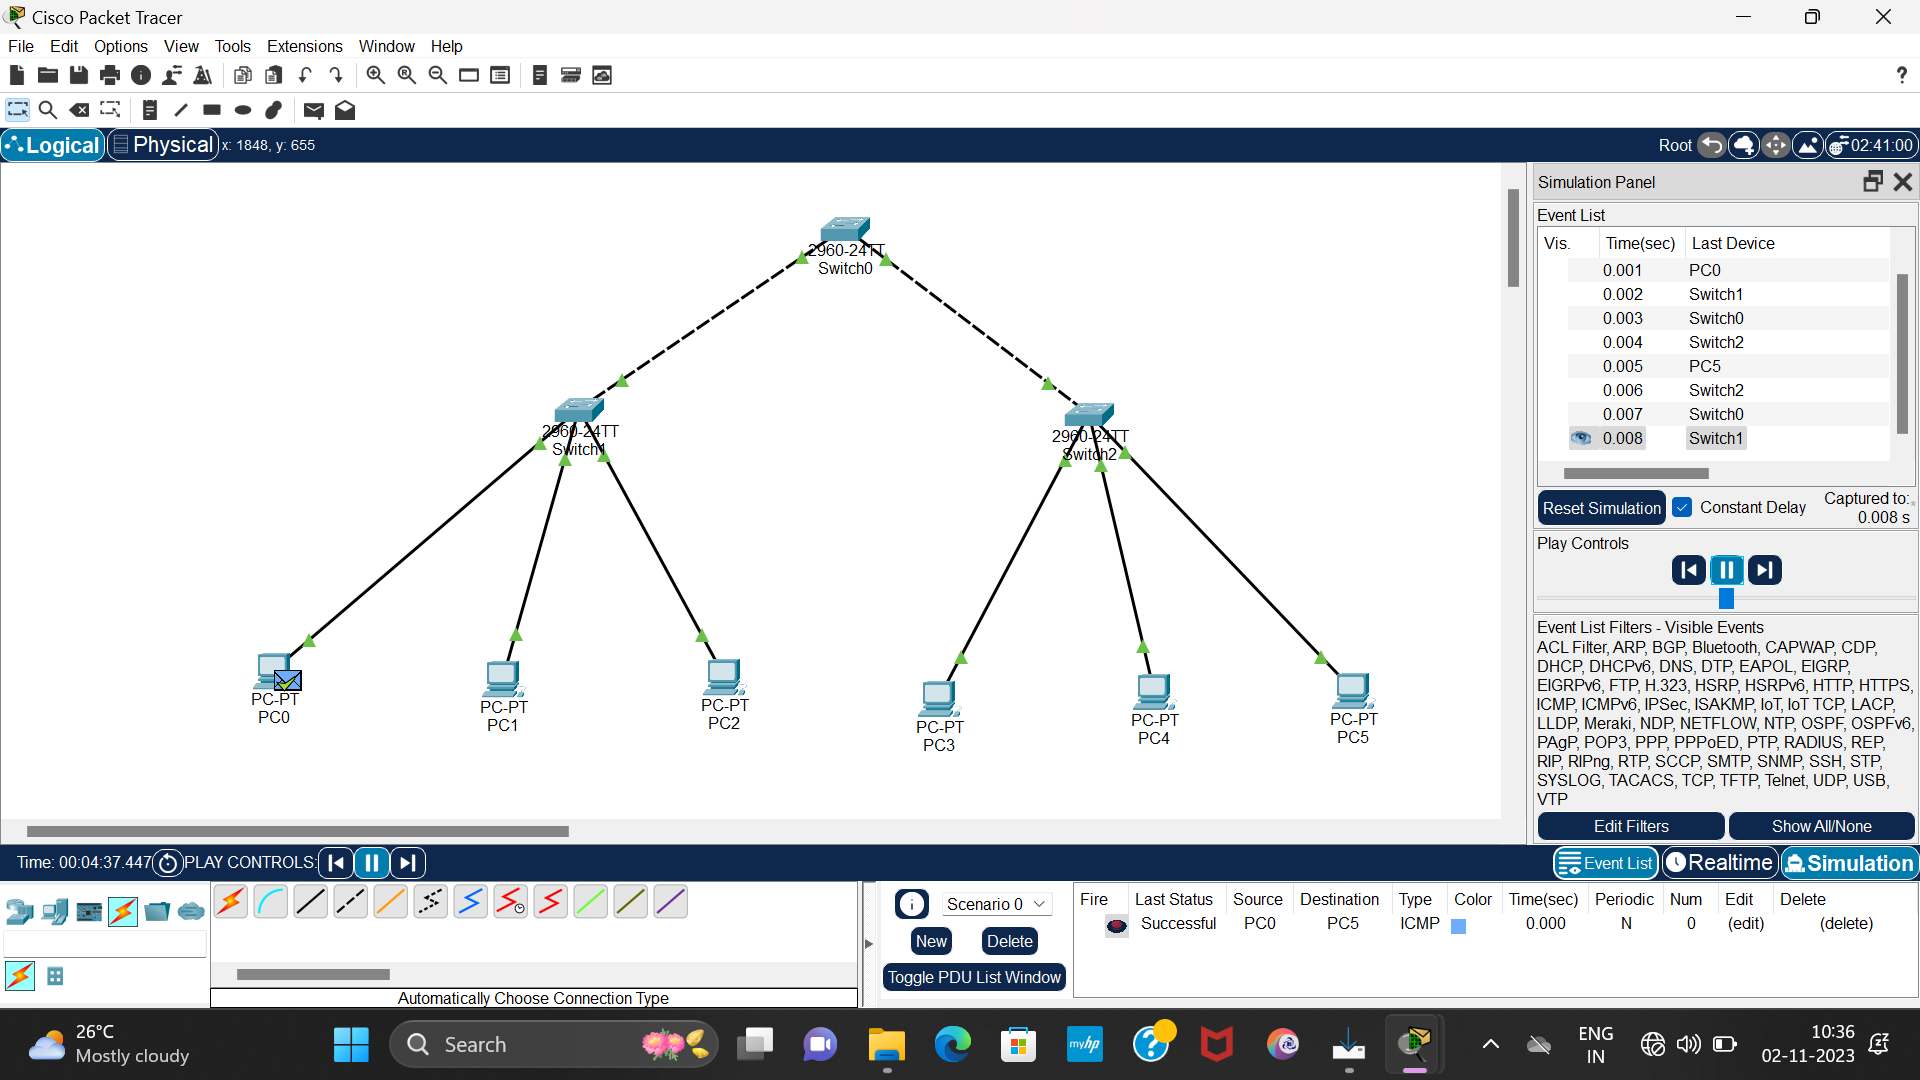 Cisco Packet Tracer
File Edit Options View Tools Extensions Window Help
Logical Physical x: 1848, y: 655
Root 02:41:00
2960-24TT
Switch0
2960-24TT
Switch1
2960-24TT
Switch2
PC-PT
PC0
PC-PT
PC1
PC-PT
PC2
PC-PT
PC3
PC-PT
PC4
PC-PT
PC5
Simulation Panel
Event List
Vis. Time(sec) Last Device
0.001 PC0
0.002 Switch1
0.003 Switch0
0.004 Switch2
0.005 PC5
0.006 Switch2
0.007 Switch0
0.008 Switch1
Reset Simulation Constant Delay Captured to:
0.008 s
Play Controls
Event List Filters - Visible Events
ACL Filter, ARP, BGP, Bluetooth, CAPWAP, CDP,
DHCP, DHCPv6, DNS, DTP, EAPOL, EIGRP,
EIGRPv6, FTP, H.323, HSRP, HSRPv6, HTTP, HTTPS,
ICMP, ICMPv6, IPSec, ISAKMP, IoT, IoT TCP, LACP,
LLDP, Meraki, NDP, NETFLOW, NTP, OSPF, OSPFv6,
PAgP, POP3, PPP, PPPoED, PTP, RADIUS, REP,
RIP, RIPng, RTP, SCCP, SMTP, SNMP, SSH, STP,
SYSLOG, TACACS, TCP, TFTP, Telnet, UDP, USB,
VTP
Edit Filters Show All/None
Time: 00:04:37.447 PLAY CONTROLS:
Event List Realtime Simulation
Automatically Choose Connection Type
Scenario 0
New Delete
Toggle PDU List Window
Fire Last Status Source Destination Type Color Time(sec) Periodic Num Edit Delete
Successful PC0 PC5 ICMP 0.000 N 0 (edit) (delete)
26°C
Mostly cloudy
Search
myhp
ENG
IN
10:36
02-11-2023